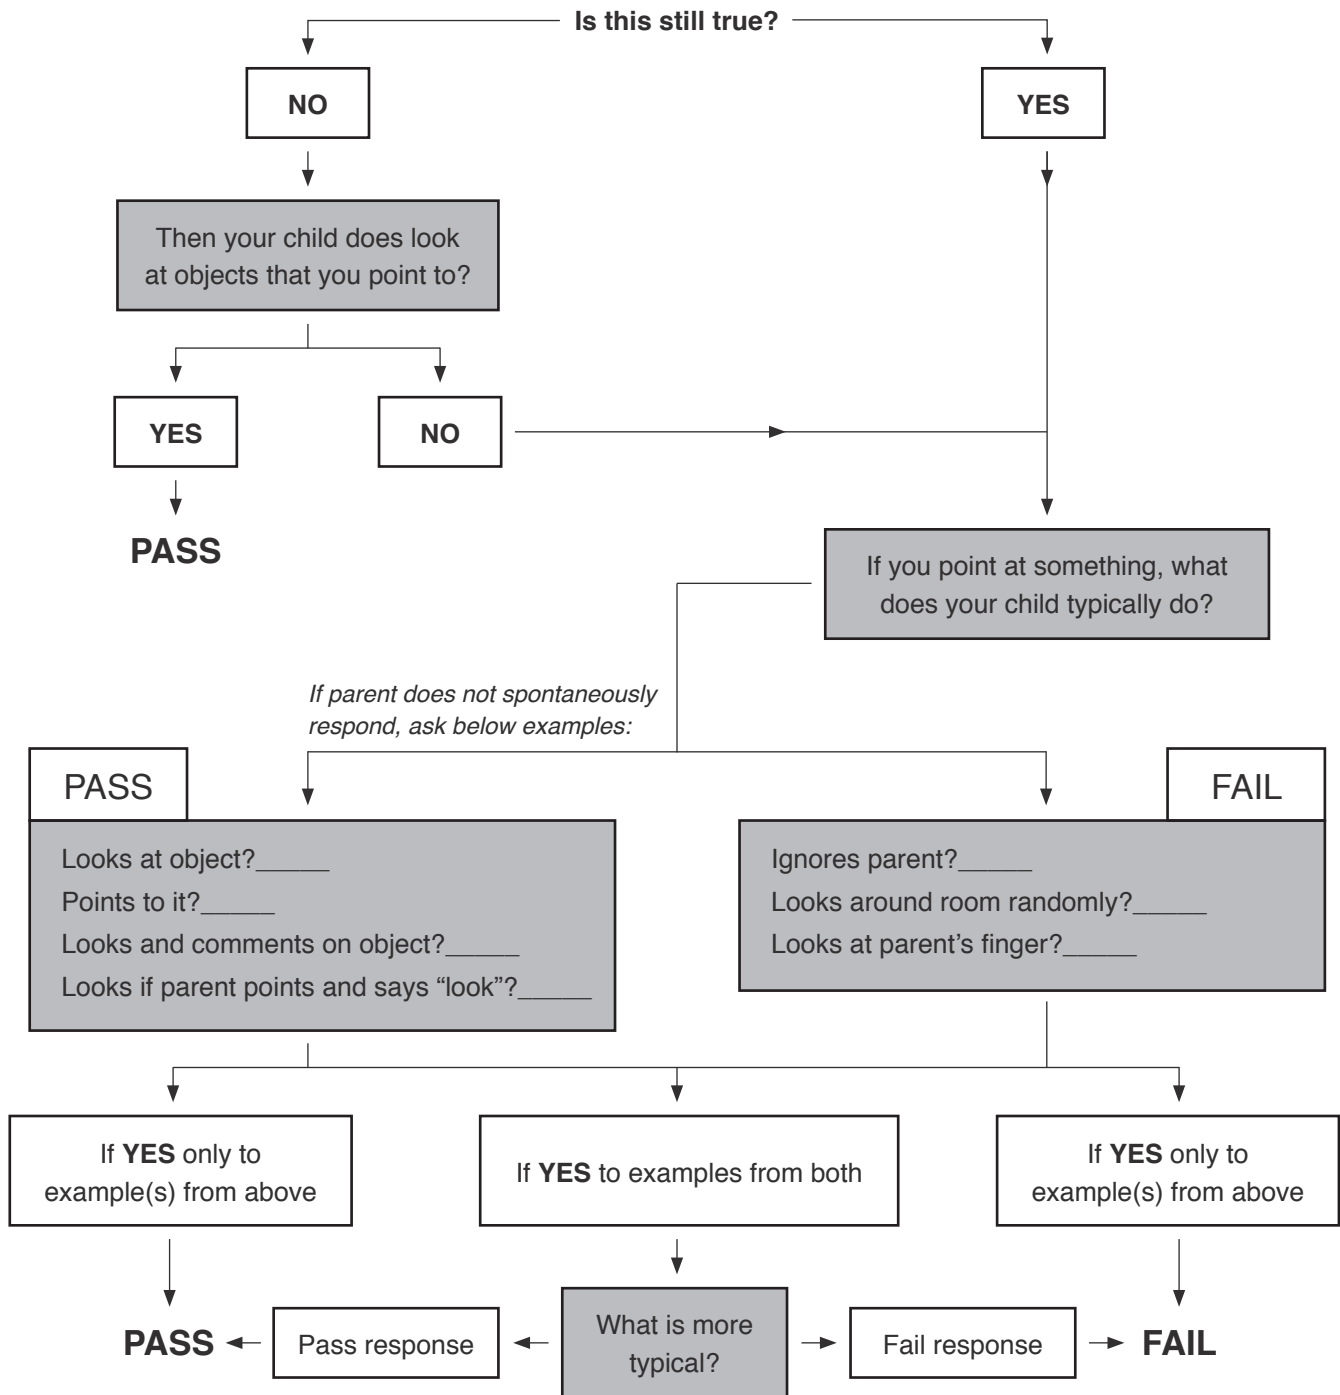 Is this still true?
NO
YES
Then your child does look
at objects that you point to?
YES
NO
PASS
If you point at something, what
does your child typically do?
If parent does not spontaneously
respond, ask below examples:
PASS
FAIL
Looks at object?_____
Points to it?_____
Looks and comments on object?_____
Looks if parent points and says “look”?_____
Ignores parent?_____
Looks around room randomly?_____
Looks at parent’s finger?_____
If YES only to
example(s) from above
If YES to examples from both
If YES only to
example(s) from above
PASS
Pass response
What is more
typical?
Fail response
FAIL